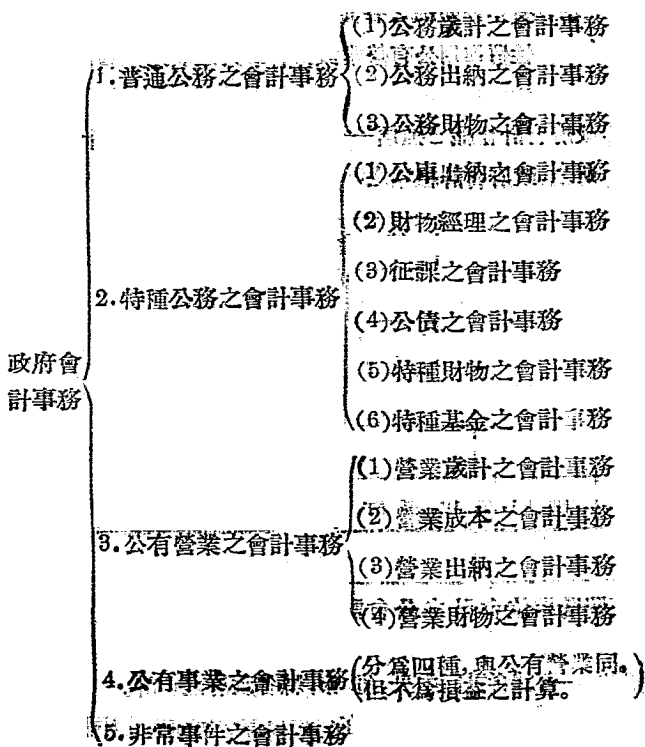 政府會
計事務
1.普通公務之會計事務
(1)公務歲計之會計事務
(2)公務出納之會計事務
(3)公務財物之會計事務
2.特種公務之會計事務
(1)公庫出納之會計事務
(2)財物經理之會計事務
(3)征課之會計事務
(4)公債之會計事務
(5)特種財物之會計事務
(6)特種基金之會計事務
3.公有營業之會計事務
(1)營業歲計之會計事務
(2)營業成本之會計事務
(3)營業出納之會計事務
(4)營業財物之會計事務
4.公有事業之會計事務
(分爲四種,與公有營業同。
但不爲損益之計算。)
5.非常事件之會計事務